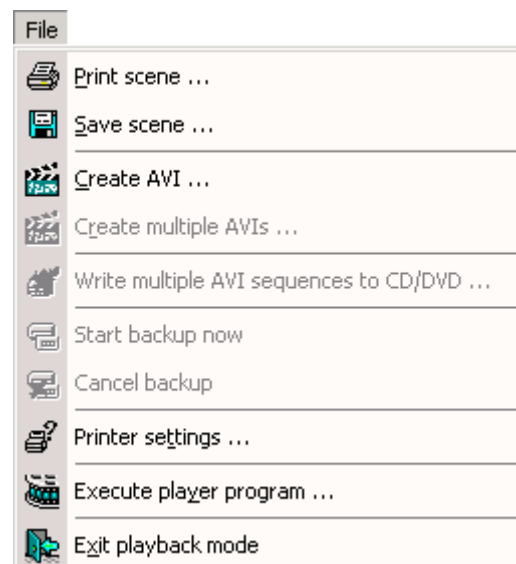 File
Print scene ...
Save scene ...
Create AVI ...
Create multiple AVIs ...
Write multiple AVI sequences to CD/DVD ...
Start backup now
Cancel backup
Printer settings ...
Execute player program ...
Exit playback mode